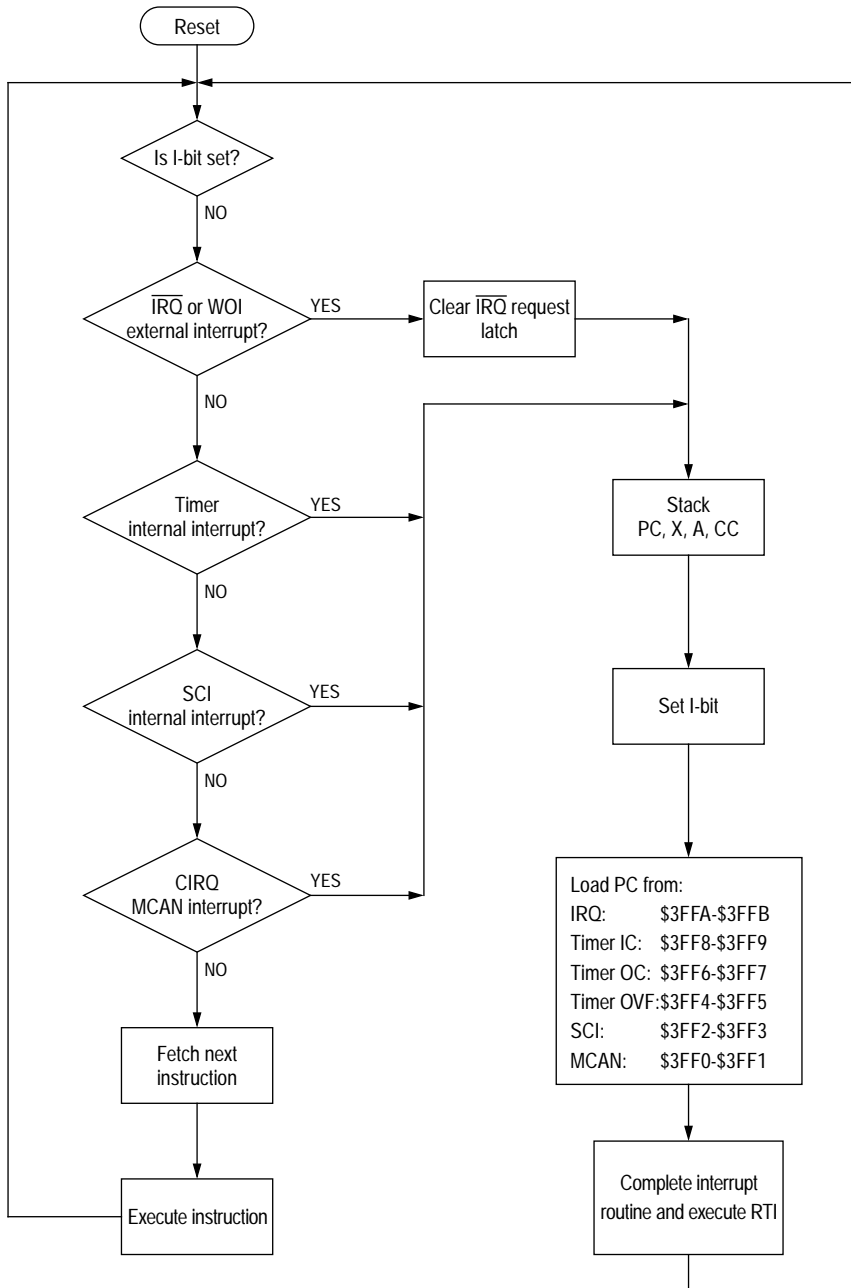 Reset
Is I-bit set?
NO
IRQ or WOI
external interrupt?
YES
Clear IRQ request
latch
NO
Timer
internal interrupt?
YES
Stack
PC, X, A, CC
NO
SCI
internal interrupt?
YES
Set I-bit
NO
CIRQ
MCAN interrupt?
YES
Load PC from:
IRQ: $3FFA-$3FFB
Timer IC: $3FF8-$3FF9
Timer OC: $3FF6-$3FF7
Timer OVF:$3FF4-$3FF5
SCI: $3FF2-$3FF3
MCAN: $3FF0-$3FF1
NO
Fetch next
instruction
Execute instruction
Complete interrupt
routine and execute RTI